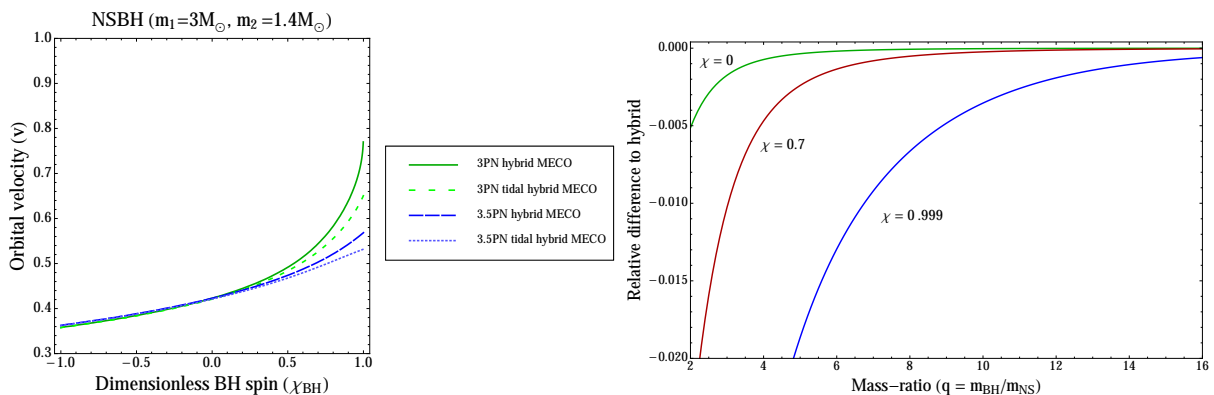 NSBH (m₁=3M☉, m₂ =1.4M☉)
Orbital velocity (v)
1.0
0.9
0.8
0.7
0.6
0.5
0.4
0.3
−1.0
−0.5
0.0
0.5
1.0
Dimensionless BH spin (χBH)
3PN hybrid MECO
3PN tidal hybrid MECO
3.5PN hybrid MECO
3.5PN tidal hybrid MECO
Relative difference to hybrid
0.000
−0.005
−0.010
−0.015
−0.020
χ = 0
χ = 0.7
χ = 0.999
2
4
6
8
10
12
14
16
Mass−ratio (q = mBH/mNS)